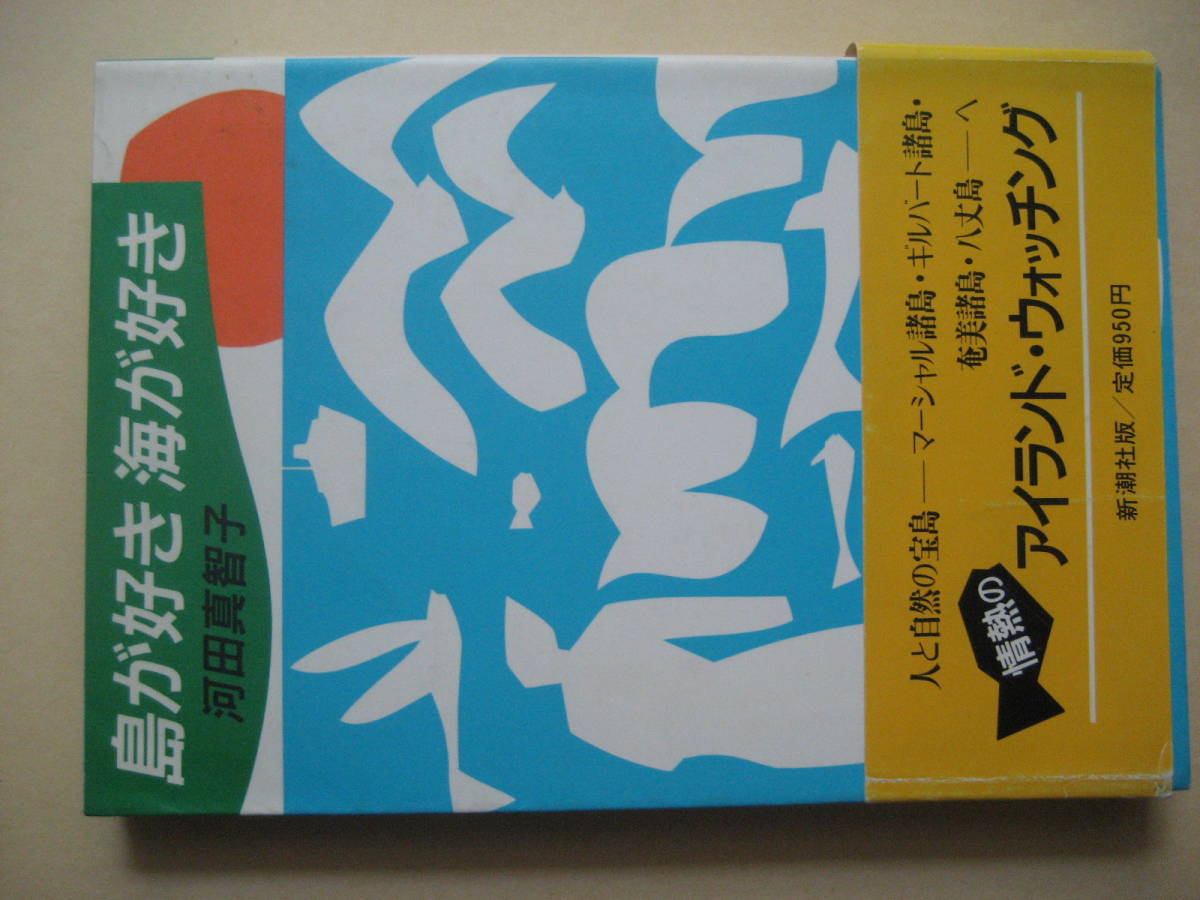 島が好き 海が好き
河田真智子
人と自然の宝島――マーシャル諸島・ギルバート諸島・
奄美諸島・八丈島――へ
情熱の
アイランド・ウォッチング
新潮社版/定価950円